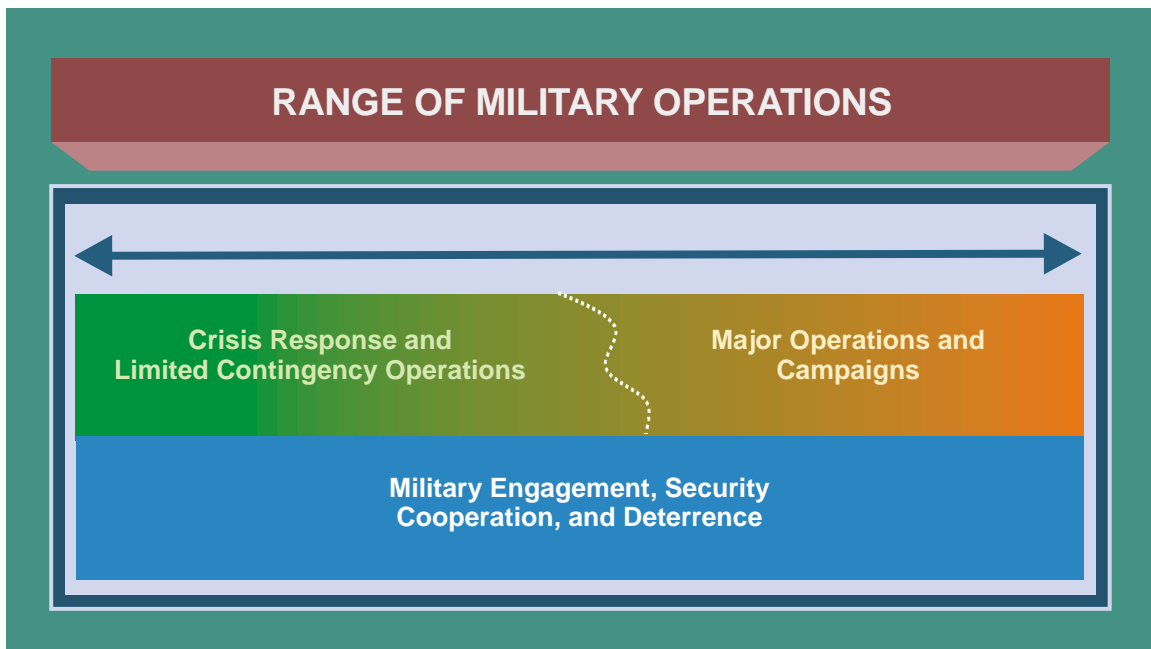 RANGE OF MILITARY OPERATIONS
Crisis Response and
Limited Contingency Operations
Major Operations and
Campaigns
Military Engagement, Security
Cooperation, and Deterrence